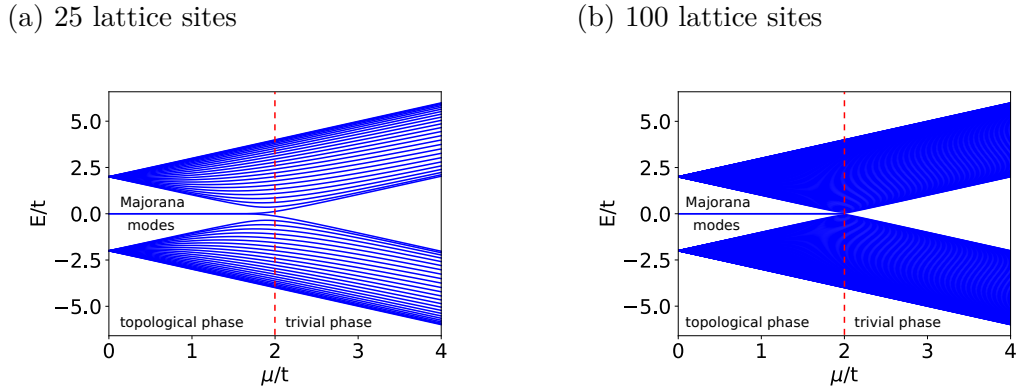 (a) 25 lattice sites
5.0
2.5
0.0
−2.5
−5.0
E/t
Majorana
modes
topological phase
trivial phase
0 1 2 3 4
μ/t
(b) 100 lattice sites
5.0
2.5
0.0
−2.5
−5.0
E/t
Majorana
modes
topological phase
trivial phase
0 1 2 3 4
μ/t